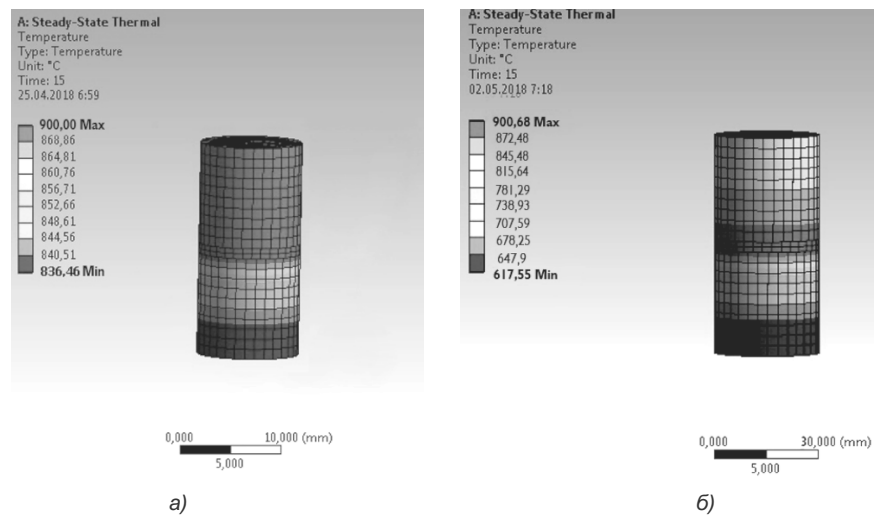 A: Steady-State Thermal
Temperature
Type: Temperature
Unit: °C
Time: 15
25.04.2018 6:59
900,00 Max
868,86
864,81
860,76
856,71
852,66
848,61
844,56
840,51
836,46 Min
0,000
10,000 (mm)
5,000
а)
A: Steady-State Thermal
Temperature
Type: Temperature
Unit: °C
Time: 15
02.05.2018 7:18
900,68 Max
872,48
845,48
815,64
781,29
738,93
707,59
678,25
647,9
617,55 Min
0,000
30,000 (mm)
5,000
б)